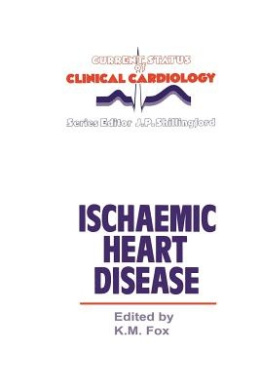 CURRENT STATUS
OF
CLINICAL CARDIOLOGY
Series Editor J.P. Shillingford
ISCHAEMIC
HEART
DISEASE
Edited by
K.M. Fox